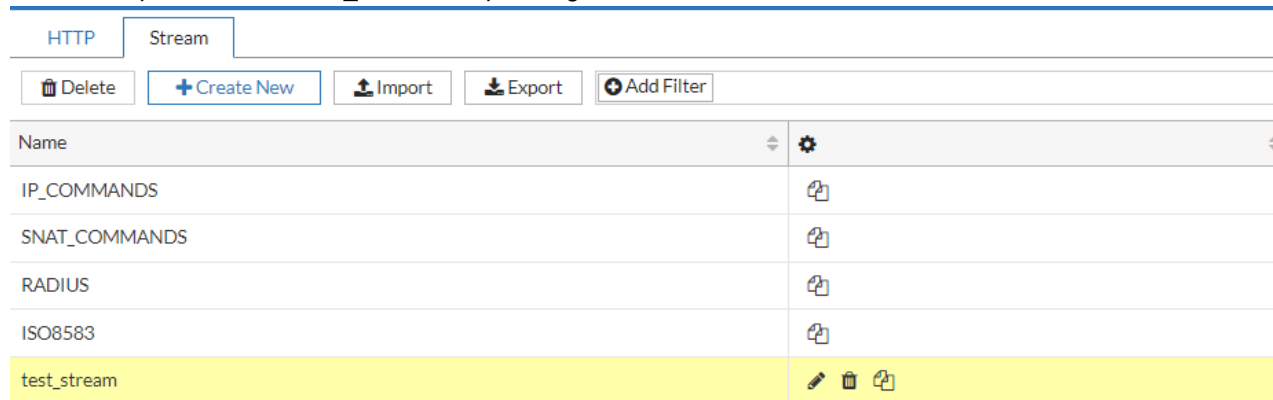 HTTP Stream
Delete Create New Import Export Add Filter
Name
IP_COMMANDS
SNAT_COMMANDS
RADIUS
ISO8583
test_stream